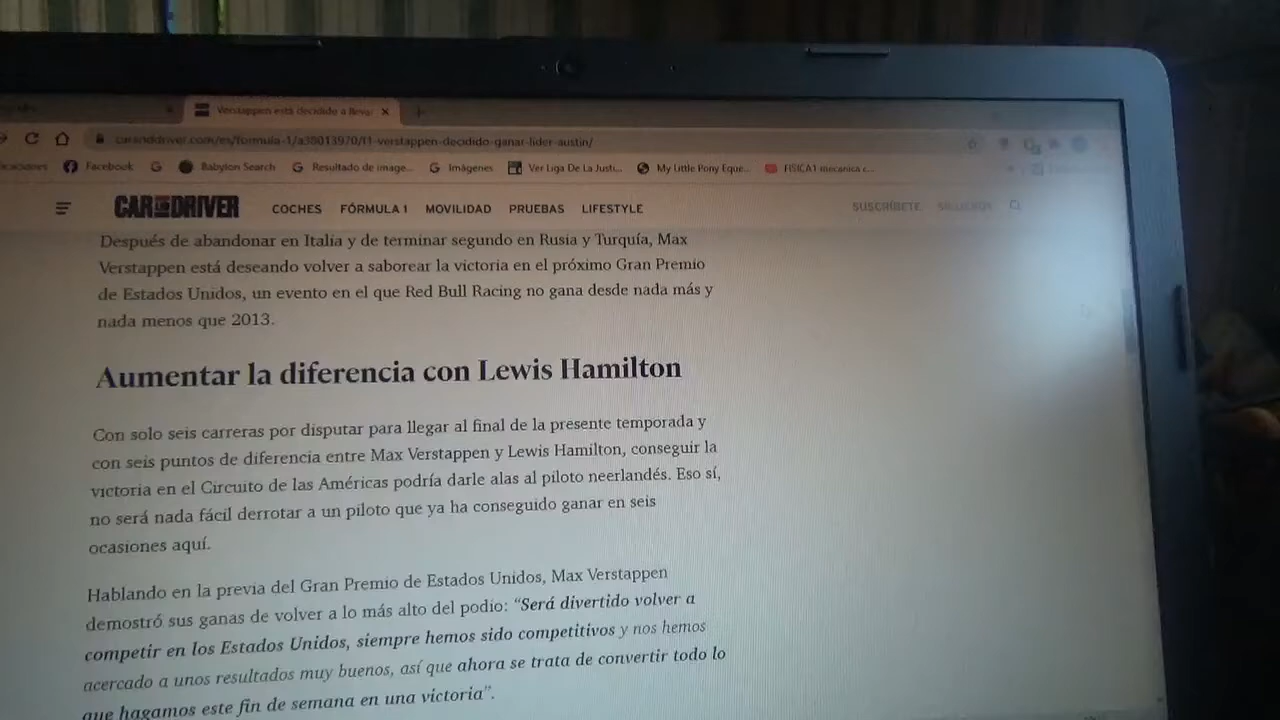 Verstappen está decidido a lleva
caranddriver.com/es/formula-1/a38013970/f1-verstappen-decidido-ganar-lider-austin/
Facebook G Babylon Search G Resultado de image... G Imágenes Ver Liga De La Justi... My Little Pony Eque... FISICA1 mecanica c...
CAR AND DRIVER COCHES FÓRMULA 1 MOVILIDAD PRUEBAS LIFESTYLE SUSCRÍBETE SÍGUENOS
Después de abandonar en Italia y de terminar segundo en Rusia y Turquía, Max
Verstappen está deseando volver a saborear la victoria en el próximo Gran Premio
de Estados Unidos, un evento en el que Red Bull Racing no gana desde nada más y
nada menos que 2013.
Aumentar la diferencia con Lewis Hamilton
Con solo seis carreras por disputar para llegar al final de la presente temporada y
con seis puntos de diferencia entre Max Verstappen y Lewis Hamilton, conseguir la
victoria en el Circuito de las Américas podría darle alas al piloto neerlandés. Eso sí,
no será nada fácil derrotar a un piloto que ya ha conseguido ganar en seis
ocasiones aquí.
Hablando en la previa del Gran Premio de Estados Unidos, Max Verstappen
demostró sus ganas de volver a lo más alto del podio: “Será divertido volver a
competir en los Estados Unidos, siempre hemos sido competitivos y nos hemos
acercado a unos resultados muy buenos, así que ahora se trata de convertir todo lo
que hagamos este fin de semana en una victoria”.